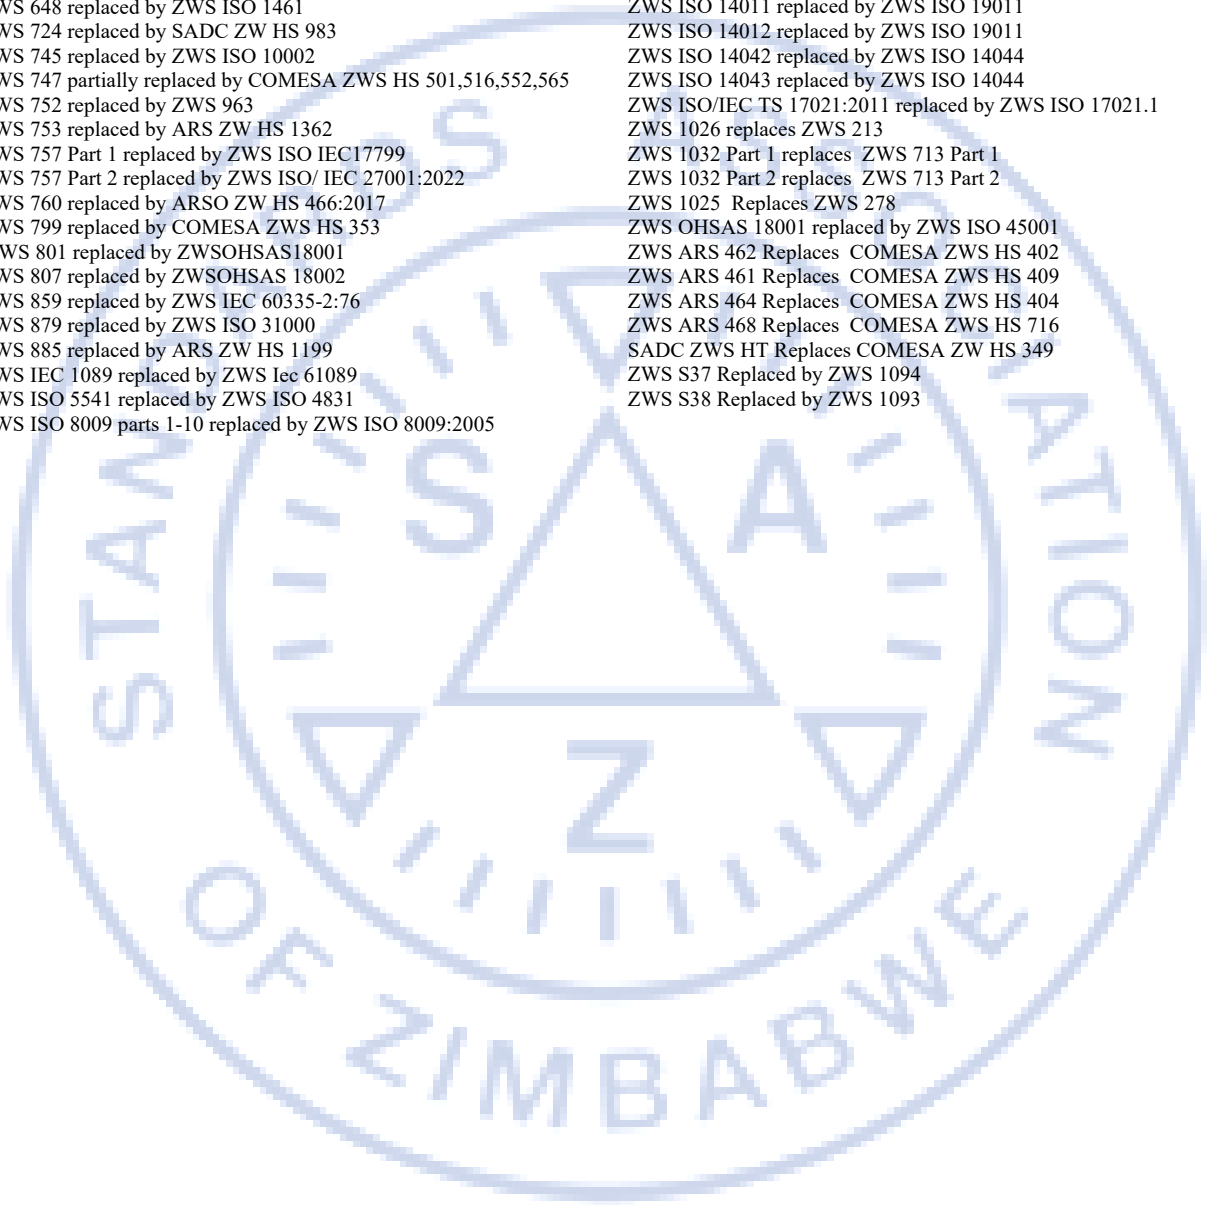 WS 648 replaced by ZWS ISO 1461
WS 724 replaced by SADC ZW HS 983
WS 745 replaced by ISO 10002
WS 747 partially replaced by COMESA ZWS HS 501,516,552,565
WS 752 replaced by ZWS 963
WS 753 replaced by ARS ZW HS 1362
WS 757 Part 1 replaced by ZWS ISO IEC17799
WS 757 Part 2 replaced by ZWS ISO/ IEC 27001:2022
WS 760 replaced by ARSO ZW HS 466:2017
WS 799 replaced by COMESA ZWS HS 353
WS 801 replaced by ZWSOHSAS18001
WS 807 replaced by ZWSOHSAS 18002
WS 859 replaced by ZWS IEC 60335-2:76
WS 879 replaced by ZWS ISO 31000
WS 885 replaced by ARS ZW HS 1199
WS IEC 1089 replaced by ZWS Iec 61089
WS ISO 5541 replaced by ZWS ISO 4831
WS ISO 8009 parts 1-10 replaced by ZWS ISO 8009:2005
ZWS ISO 14011 replaced by ZWS ISO 19011
ZWS ISO 14012 replaced by ZWS ISO 19011
ZWS ISO 14042 replaced by ZWS ISO 14044
ZWS ISO 14043 replaced by ZWS ISO 14044
ZWS ISO/IEC TS 17021:2011 replaced by ZWS ISO 17021.1
ZWS 1026 replaces ZWS 213
ZWS 1032 Part 1 replaces ZWS 713 Part 1
ZWS 1032 Part 2 replaces ZWS 713 Part 2
ZWS 1025 Replaces ZWS 278
ZWS OHSAS 18001 replaced by ZWS ISO 45001
ZWS ARS 462 Replaces COMESA ZWS HS 402
ZWS ARS 461 Replaces COMESA ZWS HS 409
ZWS ARS 464 Replaces COMESA ZWS HS 404
ZWS ARS 468 Replaces COMESA ZWS HS 716
SADC ZWS HT Replaces COMESA ZW HS 349
ZWS S37 Replaced by ZWS 1094
ZWS S38 Replaced by ZWS 1093
STANDARDS ASSOCIATION
OF ZIMBABWE
S A
Z